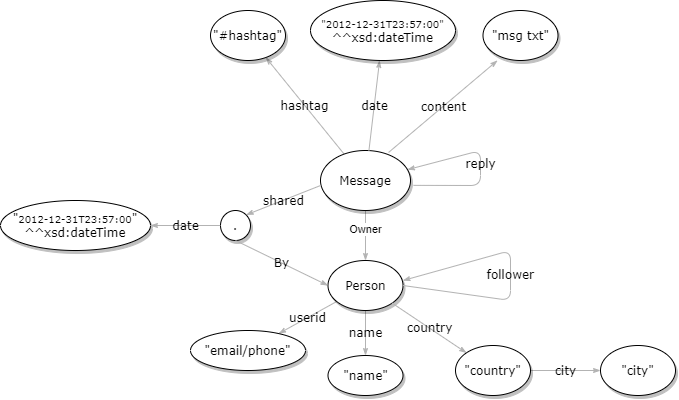 "#hashtag"
"2012-12-31T23:57:00"
^^xsd:dateTime
"msg txt"
hashtag
date
content
Message
reply
shared
"2012-12-31T23:57:00"
^^xsd:dateTime
date
.
Owner
By
Person
follower
userid
name
country
"email/phone"
"name"
"country"
city
"city"